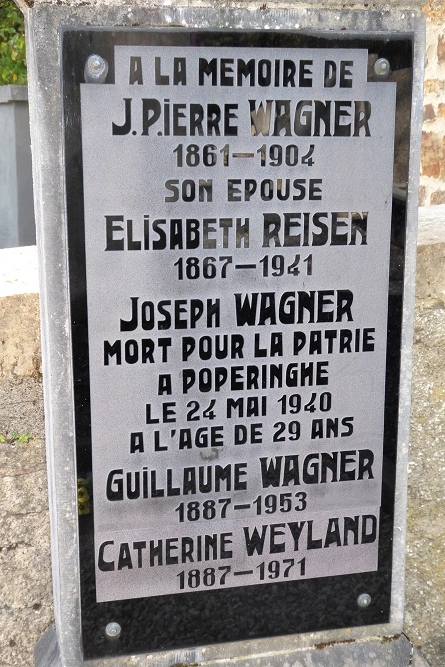 A LA MEMOIRE DE
J.PIERRE WAGNER
1861-1904
SON EPOUSE
ELISABETH REISEN
1867-1941
JOSEPH WAGNER
MORT POUR LA PATRIE
A POPERINGHE
LE 24 MAI 1940
A L'AGE DE 29 ANS
GUILLAUME WAGNER
1887-1953
CATHERINE WEYLAND
1887-1971